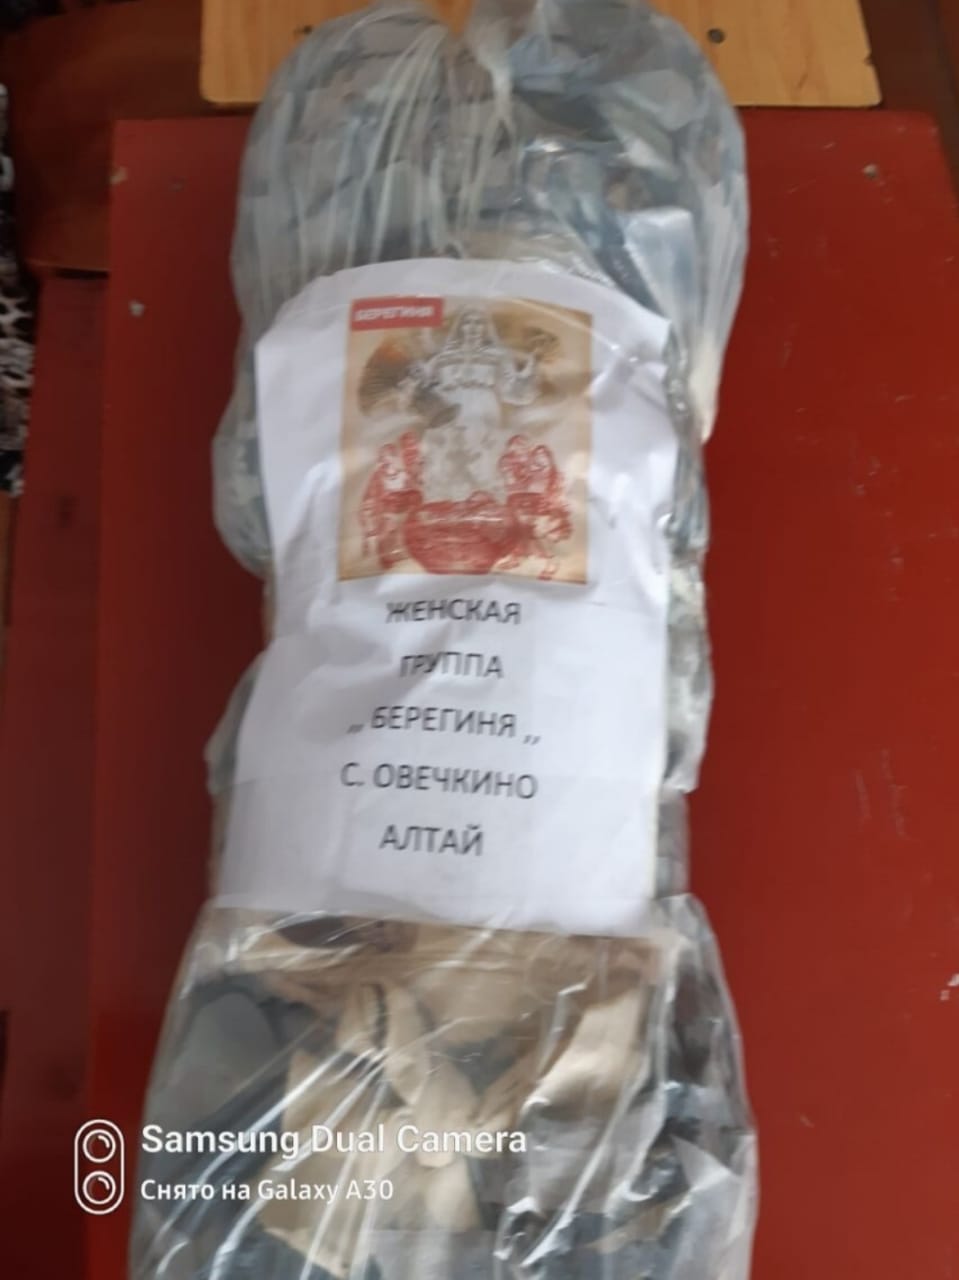 БЕРЕГИНЯ
ЖЕНСКАЯ
ГРУППА
,, БЕРЕГИНЯ ,,
С. ОВЕЧКИНО
АЛТАЙ
Samsung Dual Camera
Снято на Galaxy A30